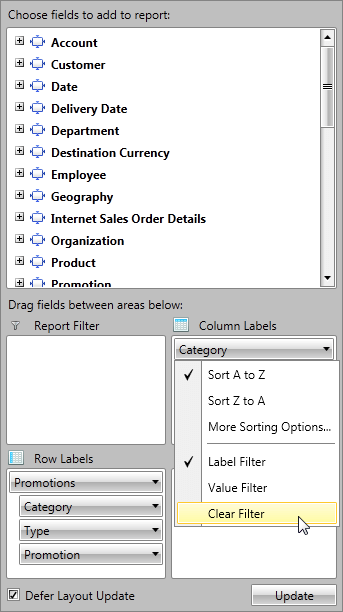 Choose fields to add to report:
Account
Customer
Date
Delivery Date
Department
Destination Currency
Employee
Geography
Internet Sales Order Details
Organization
Product
Promotion
Drag fields between areas below:
Report Filter
Column Labels
Category
Sort A to Z
Sort Z to A
More Sorting Options...
Label Filter
Value Filter
Clear Filter
Row Labels
Promotions
Category
Type
Promotion
Defer Layout Update
Update